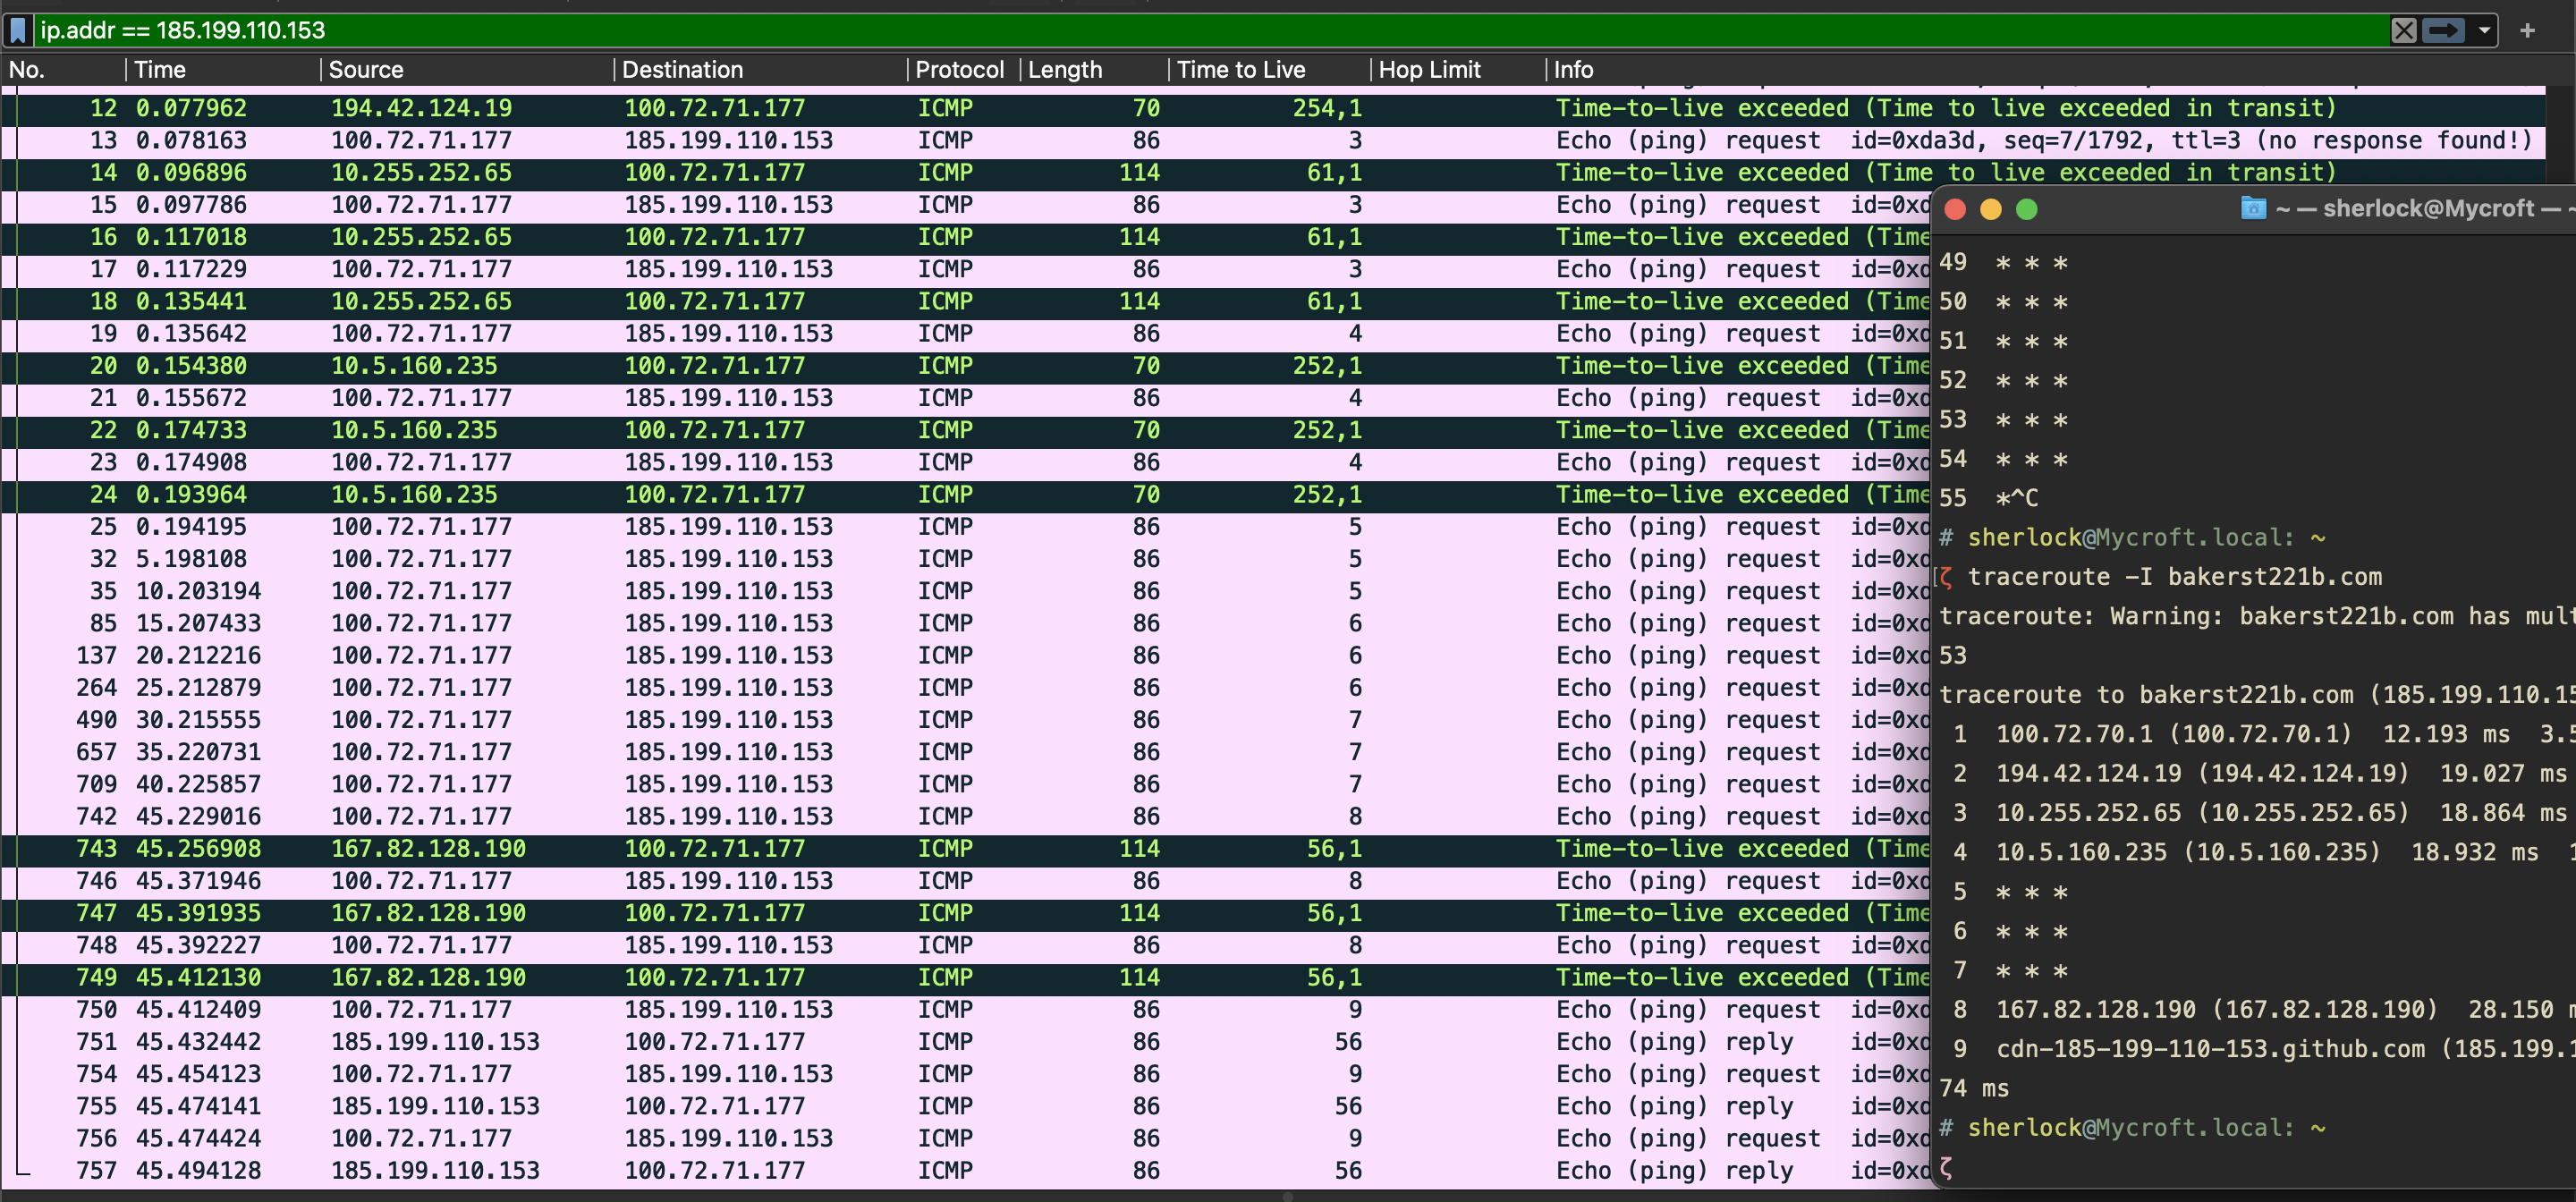 ip.addr == 185.199.110.153
No. Time Source Destination Protocol Length Time to Live Hop Limit Info
12 0.077962 194.42.124.19 100.72.71.177 ICMP 70 254,1 Time-to-live exceeded (Time to live exceeded in transit)
13 0.078163 100.72.71.177 185.199.110.153 ICMP 86 3 Echo (ping) request id=0xda3d, seq=7/1792, ttl=3 (no response found!)
14 0.096896 10.255.252.65 100.72.71.177 ICMP 114 61,1 Time-to-live exceeded (Time to live exceeded in transit)
15 0.097786 100.72.71.177 185.199.110.153 ICMP 86 3 Echo (ping) request id=0xd
16 0.117018 10.255.252.65 100.72.71.177 ICMP 114 61,1 Time-to-live exceeded (Time
17 0.117229 100.72.71.177 185.199.110.153 ICMP 86 3 Echo (ping) request id=0xd
18 0.135441 10.255.252.65 100.72.71.177 ICMP 114 61,1 Time-to-live exceeded (Time
19 0.135642 100.72.71.177 185.199.110.153 ICMP 86 4 Echo (ping) request id=0xd
20 0.154380 10.5.160.235 100.72.71.177 ICMP 70 252,1 Time-to-live exceeded (Time
21 0.155672 100.72.71.177 185.199.110.153 ICMP 86 4 Echo (ping) request id=0xd
22 0.174733 10.5.160.235 100.72.71.177 ICMP 70 252,1 Time-to-live exceeded (Time
23 0.174908 100.72.71.177 185.199.110.153 ICMP 86 4 Echo (ping) request id=0xd
24 0.193964 10.5.160.235 100.72.71.177 ICMP 70 252,1 Time-to-live exceeded (Time
25 0.194195 100.72.71.177 185.199.110.153 ICMP 86 5 Echo (ping) request id=0xd
32 5.198108 100.72.71.177 185.199.110.153 ICMP 86 5 Echo (ping) request id=0xd
35 10.203194 100.72.71.177 185.199.110.153 ICMP 86 5 Echo (ping) request id=0xd
85 15.207433 100.72.71.177 185.199.110.153 ICMP 86 6 Echo (ping) request id=0xd
137 20.212216 100.72.71.177 185.199.110.153 ICMP 86 6 Echo (ping) request id=0xd
264 25.212879 100.72.71.177 185.199.110.153 ICMP 86 6 Echo (ping) request id=0xd
490 30.215555 100.72.71.177 185.199.110.153 ICMP 86 7 Echo (ping) request id=0xd
657 35.220731 100.72.71.177 185.199.110.153 ICMP 86 7 Echo (ping) request id=0xd
709 40.225857 100.72.71.177 185.199.110.153 ICMP 86 7 Echo (ping) request id=0xd
742 45.229016 100.72.71.177 185.199.110.153 ICMP 86 8 Echo (ping) request id=0xd
743 45.256908 167.82.128.190 100.72.71.177 ICMP 114 56,1 Time-to-live exceeded (Time
746 45.371946 100.72.71.177 185.199.110.153 ICMP 86 8 Echo (ping) request id=0xd
747 45.391935 167.82.128.190 100.72.71.177 ICMP 114 56,1 Time-to-live exceeded (Time
748 45.392227 100.72.71.177 185.199.110.153 ICMP 86 8 Echo (ping) request id=0xd
749 45.412130 167.82.128.190 100.72.71.177 ICMP 114 56,1 Time-to-live exceeded (Time
750 45.412409 100.72.71.177 185.199.110.153 ICMP 86 9 Echo (ping) request id=0xd
751 45.432442 185.199.110.153 100.72.71.177 ICMP 86 56 Echo (ping) reply id=0xd
754 45.454123 100.72.71.177 185.199.110.153 ICMP 86 9 Echo (ping) request id=0xd
755 45.474141 185.199.110.153 100.72.71.177 ICMP 86 56 Echo (ping) reply id=0xd
756 45.474424 100.72.71.177 185.199.110.153 ICMP 86 9 Echo (ping) request id=0xd
757 45.494128 185.199.110.153 100.72.71.177 ICMP 86 56 Echo (ping) reply id=0xd
~ — sherlock@Mycroft — ~
49 * * *
50 * * *
51 * * *
52 * * *
53 * * *
54 * * *
55 *^C
# sherlock@Mycroft.local: ~
[ζ traceroute -I bakerst221b.com
traceroute: Warning: bakerst221b.com has mult
53
traceroute to bakerst221b.com (185.199.110.15
1 100.72.70.1 (100.72.70.1) 12.193 ms 3.5
2 194.42.124.19 (194.42.124.19) 19.027 ms
3 10.255.252.65 (10.255.252.65) 18.864 ms
4 10.5.160.235 (10.5.160.235) 18.932 ms 1
5 * * *
6 * * *
7 * * *
8 167.82.128.190 (167.82.128.190) 28.150 m
9 cdn-185-199-110-153.github.com (185.199.1
74 ms
# sherlock@Mycroft.local: ~
ζ